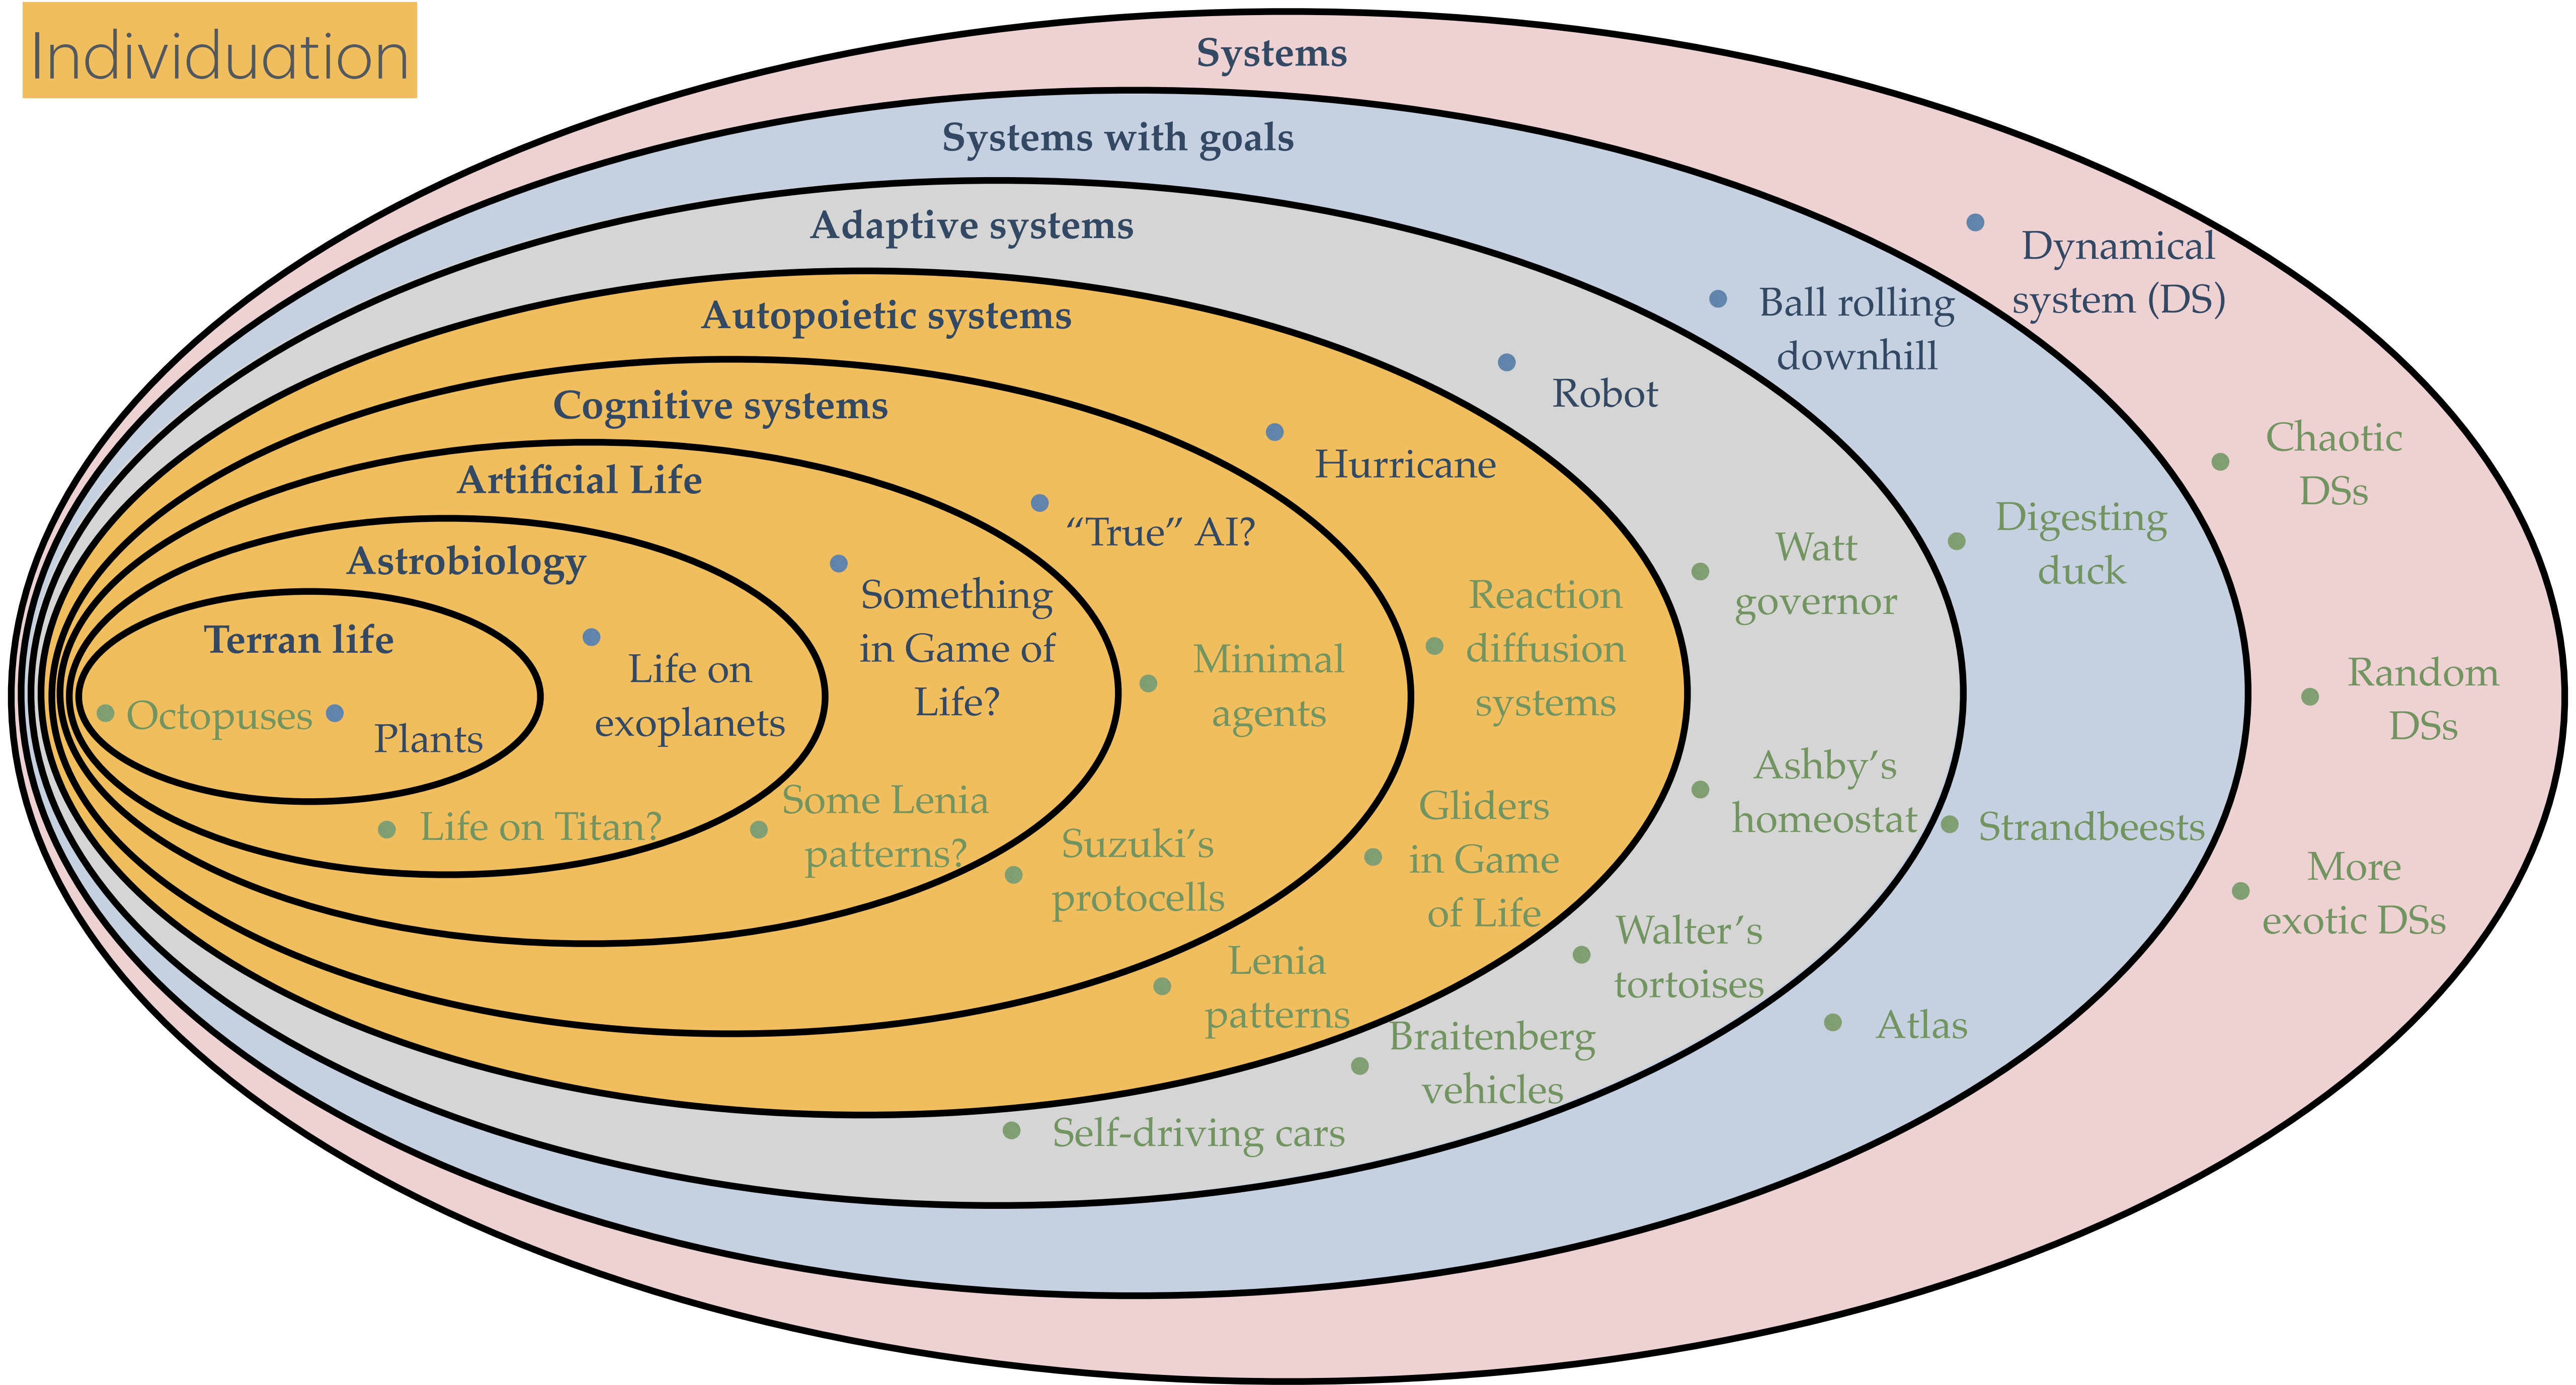 Individuation
Systems
Systems with goals
Adaptive systems
Autopoietic systems
Cognitive systems
Artificial Life
Astrobiology
Terran life
Octopuses
Plants
Life on
exoplanets
Life on Titan?
Something
in Game of
Life?
Some Lenia
patterns?
“True” AI?
Minimal
agents
Suzuki’s
protocells
Hurricane
Reaction
diffusion
systems
Gliders
in Game
of Life
Lenia
patterns
Robot
Watt
governor
Ashby’s
homeostat
Walter’s
tortoises
Braitenberg
vehicles
Self-driving cars
Ball rolling
downhill
Digesting
duck
Strandbeests
Atlas
Dynamical
system (DS)
Chaotic
DSs
Random
DSs
More
exotic DSs